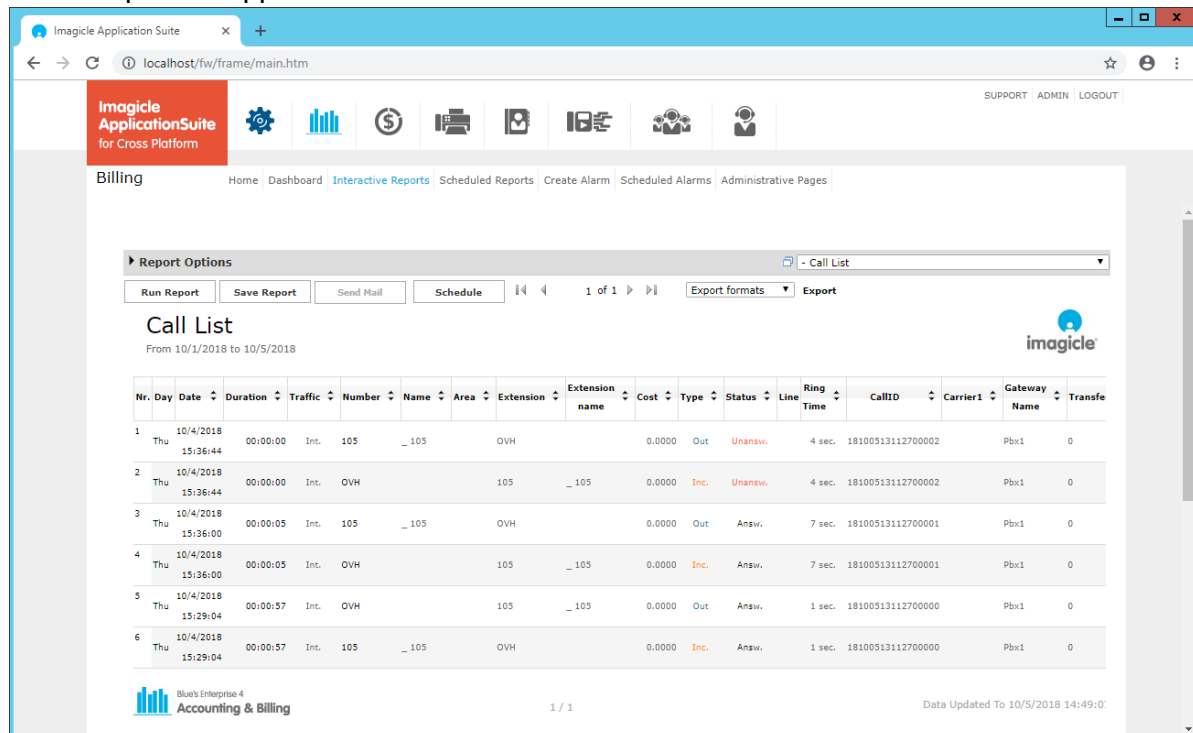 Imagicle Application Suite
localhost/fw/frame/main.htm
SUPPORT ADMIN LOGOUT
Imagicle
ApplicationSuite
for Cross Platform
Billing
Home Dashboard Interactive Reports Scheduled Reports Create Alarm Scheduled Alarms Administrative Pages
Report Options - Call List
Run Report Save Report Send Mail Schedule 1 of 1 Export formats Export
Call List
From 10/1/2018 to 10/5/2018
imagicle
Nr. Day Date Duration Traffic Number Name Area Extension Extension name Cost Type Status Line Ring Time CallID Carrier1 Gateway Name Transfe
1 Thu 10/4/2018 15:36:44 00:00:00 Int. 105 _ 105 OVH 0.0000 Out Unansw. 4 sec. 18100513112700002 Pbx1 0
2 Thu 10/4/2018 15:36:44 00:00:00 Int. OVH 105 _ 105 0.0000 Inc. Unansw. 4 sec. 18100513112700002 Pbx1 0
3 Thu 10/4/2018 15:36:00 00:00:05 Int. 105 _ 105 OVH 0.0000 Out Answ. 7 sec. 18100513112700001 Pbx1 0
4 Thu 10/4/2018 15:36:00 00:00:05 Int. OVH 105 _ 105 0.0000 Inc. Answ. 7 sec. 18100513112700001 Pbx1 0
5 Thu 10/4/2018 15:29:04 00:00:57 Int. OVH 105 _ 105 0.0000 Out Answ. 1 sec. 18100513112700000 Pbx1 0
6 Thu 10/4/2018 15:29:04 00:00:57 Int. 105 _ 105 OVH 0.0000 Inc. Answ. 1 sec. 18100513112700000 Pbx1 0
Blue's Enterprise 4
Accounting & Billing
1 / 1
Data Updated To 10/5/2018 14:49:0